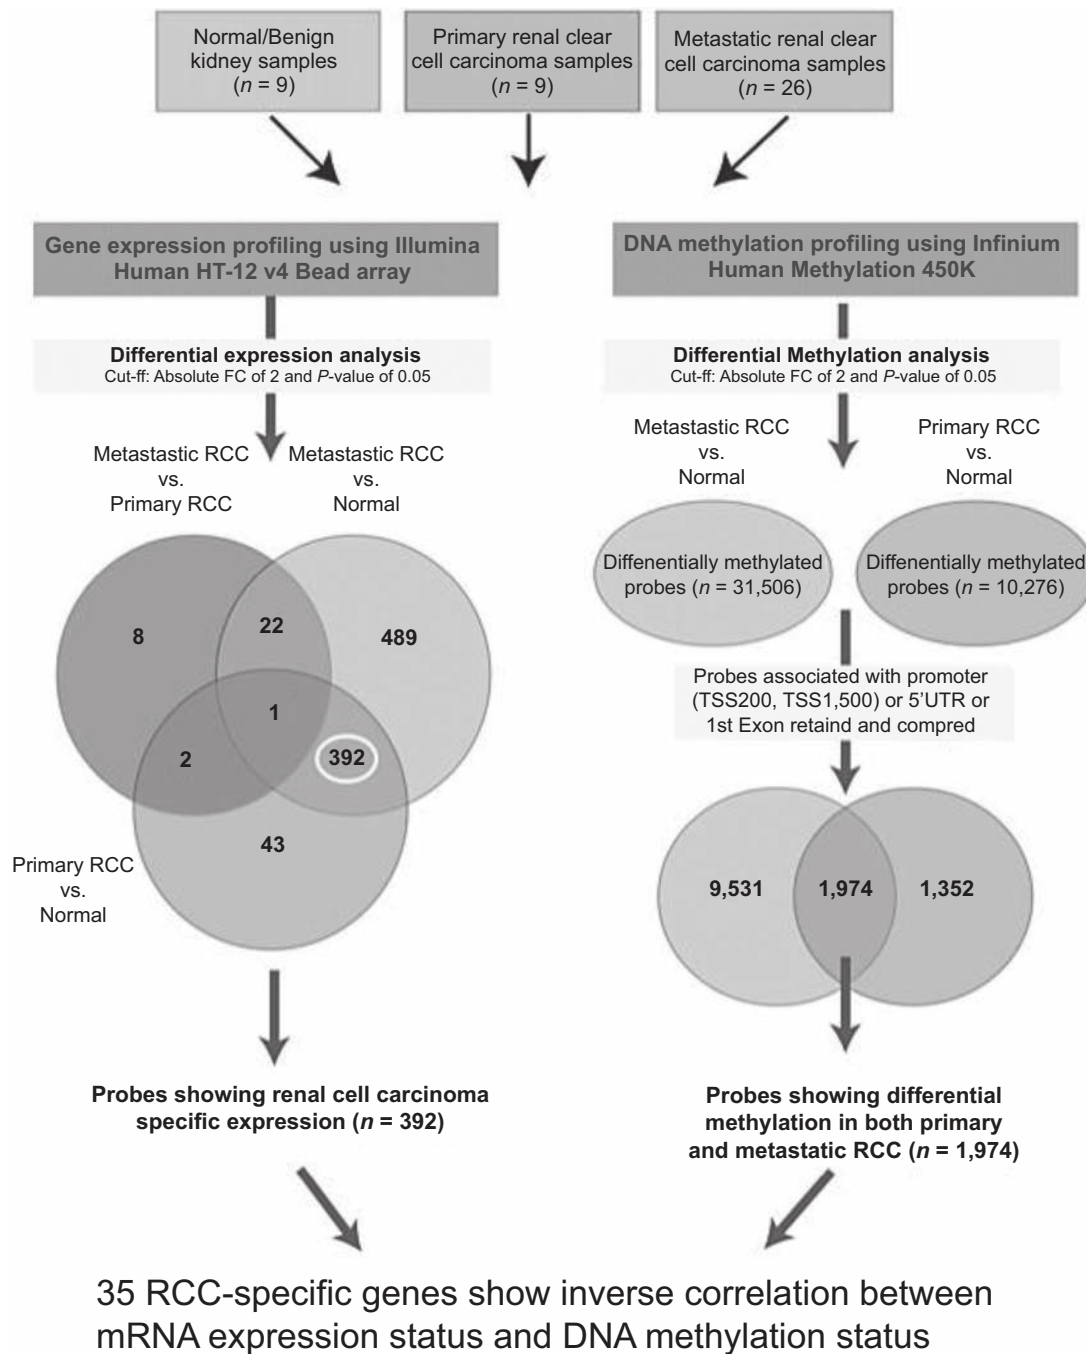 Normal/Benign
kidney samples
(n = 9)
Primary renal clear
cell carcinoma samples
(n = 9)
Metastatic renal clear
cell carcinoma samples
(n = 26)
Gene expression profiling using Illumina
Human HT-12 v4 Bead array
DNA methylation profiling using Infinium
Human Methylation 450K
Differential expression analysis
Cut-ff: Absolute FC of 2 and P-value of 0.05
Differential Methylation analysis
Cut-ff: Absolute FC of 2 and P-value of 0.05
Metastastic RCC
vs.
Primary RCC
Metastastic RCC
vs.
Normal
Metastastic RCC
vs.
Normal
Primary RCC
vs.
Normal
Diffenentially methylated
probes (n = 31,506)
Diffenentially methylated
probes (n = 10,276)
8
22
489
1
2
392
43
Primary RCC
vs.
Normal
Probes associated with promoter
(TSS200, TSS1,500) or 5'UTR or
1st Exon retaind and compred
9,531
1,974
1,352
Probes showing renal cell carcinoma
specific expression (n = 392)
Probes showing differential
methylation in both primary
and metastatic RCC (n = 1,974)
35 RCC-specific genes show inverse correlation between
mRNA expression status and DNA methylation status